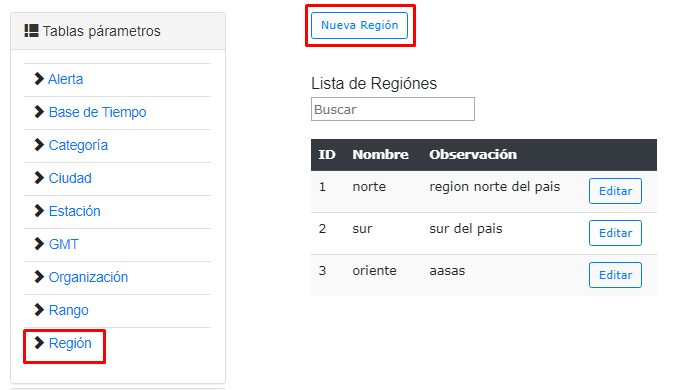 Tablas párametros
Alerta
Base de Tiempo
Categoría
Ciudad
Estación
GMT
Organización
Rango
Región
Nueva Región
Lista de Regiónes
Buscar
ID Nombre Observación
1 norte region norte del pais Editar
2 sur sur del pais Editar
3 oriente aasas Editar